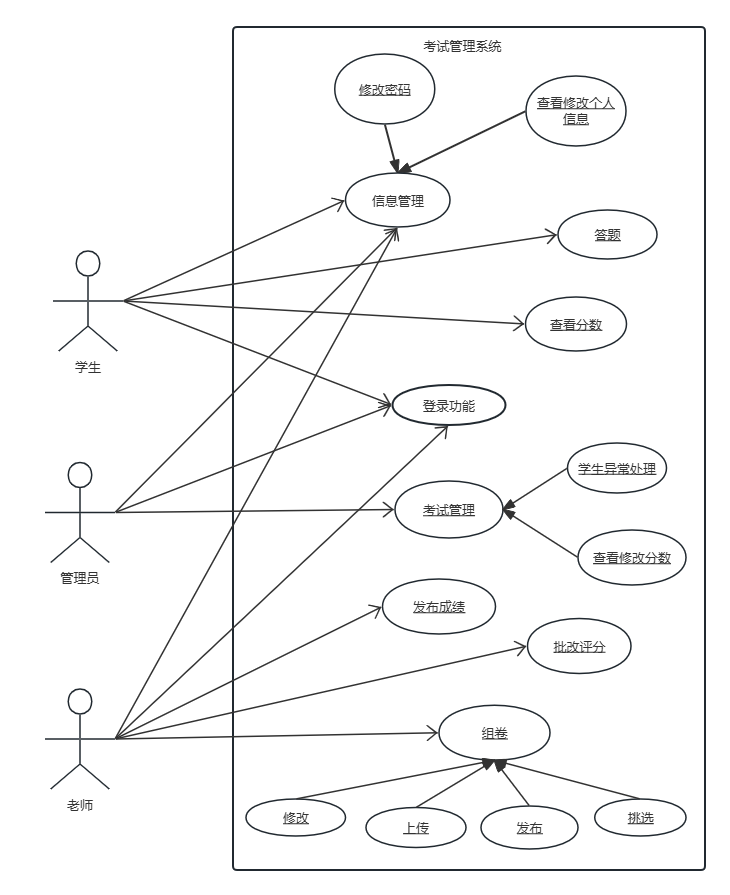 考试管理系统
修改密码
查看修改个人
信息
信息管理
答题
查看分数
学生
登录功能
学生异常处理
考试管理
查看修改分数
管理员
发布成绩
批改评分
组卷
老师
修改
上传
发布
挑选